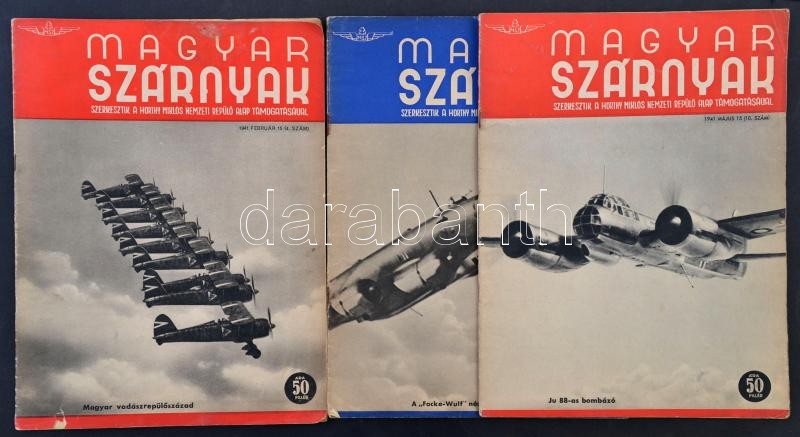 MAGYAR
SZÁRNYAK
SZERKESZTIK A HORTHY MIKLÓS NEMZETI REPÜLŐ ALAP TÁMOGATÁSÁVAL
1941 FEBRUÁR 15 (4. SZÁM)
Magyar vadászrepülőszázad
ÁRA
50
FILLÉR
MA
SZÁ
SZERKESZTIK A HORTHY MIKLÓS
A „Focke-Wulf"
MAGYAR
SZÁRNYAK
SZERKESZTIK A HORTHY MIKLÓS NEMZETI REPÜLŐ ALAP TÁMOGATÁSÁVAL
1941 MÁJUS 15 (10. SZÁM)
Ju 88-as bombázó
ÁRA
50
FILLÉR
darabanth